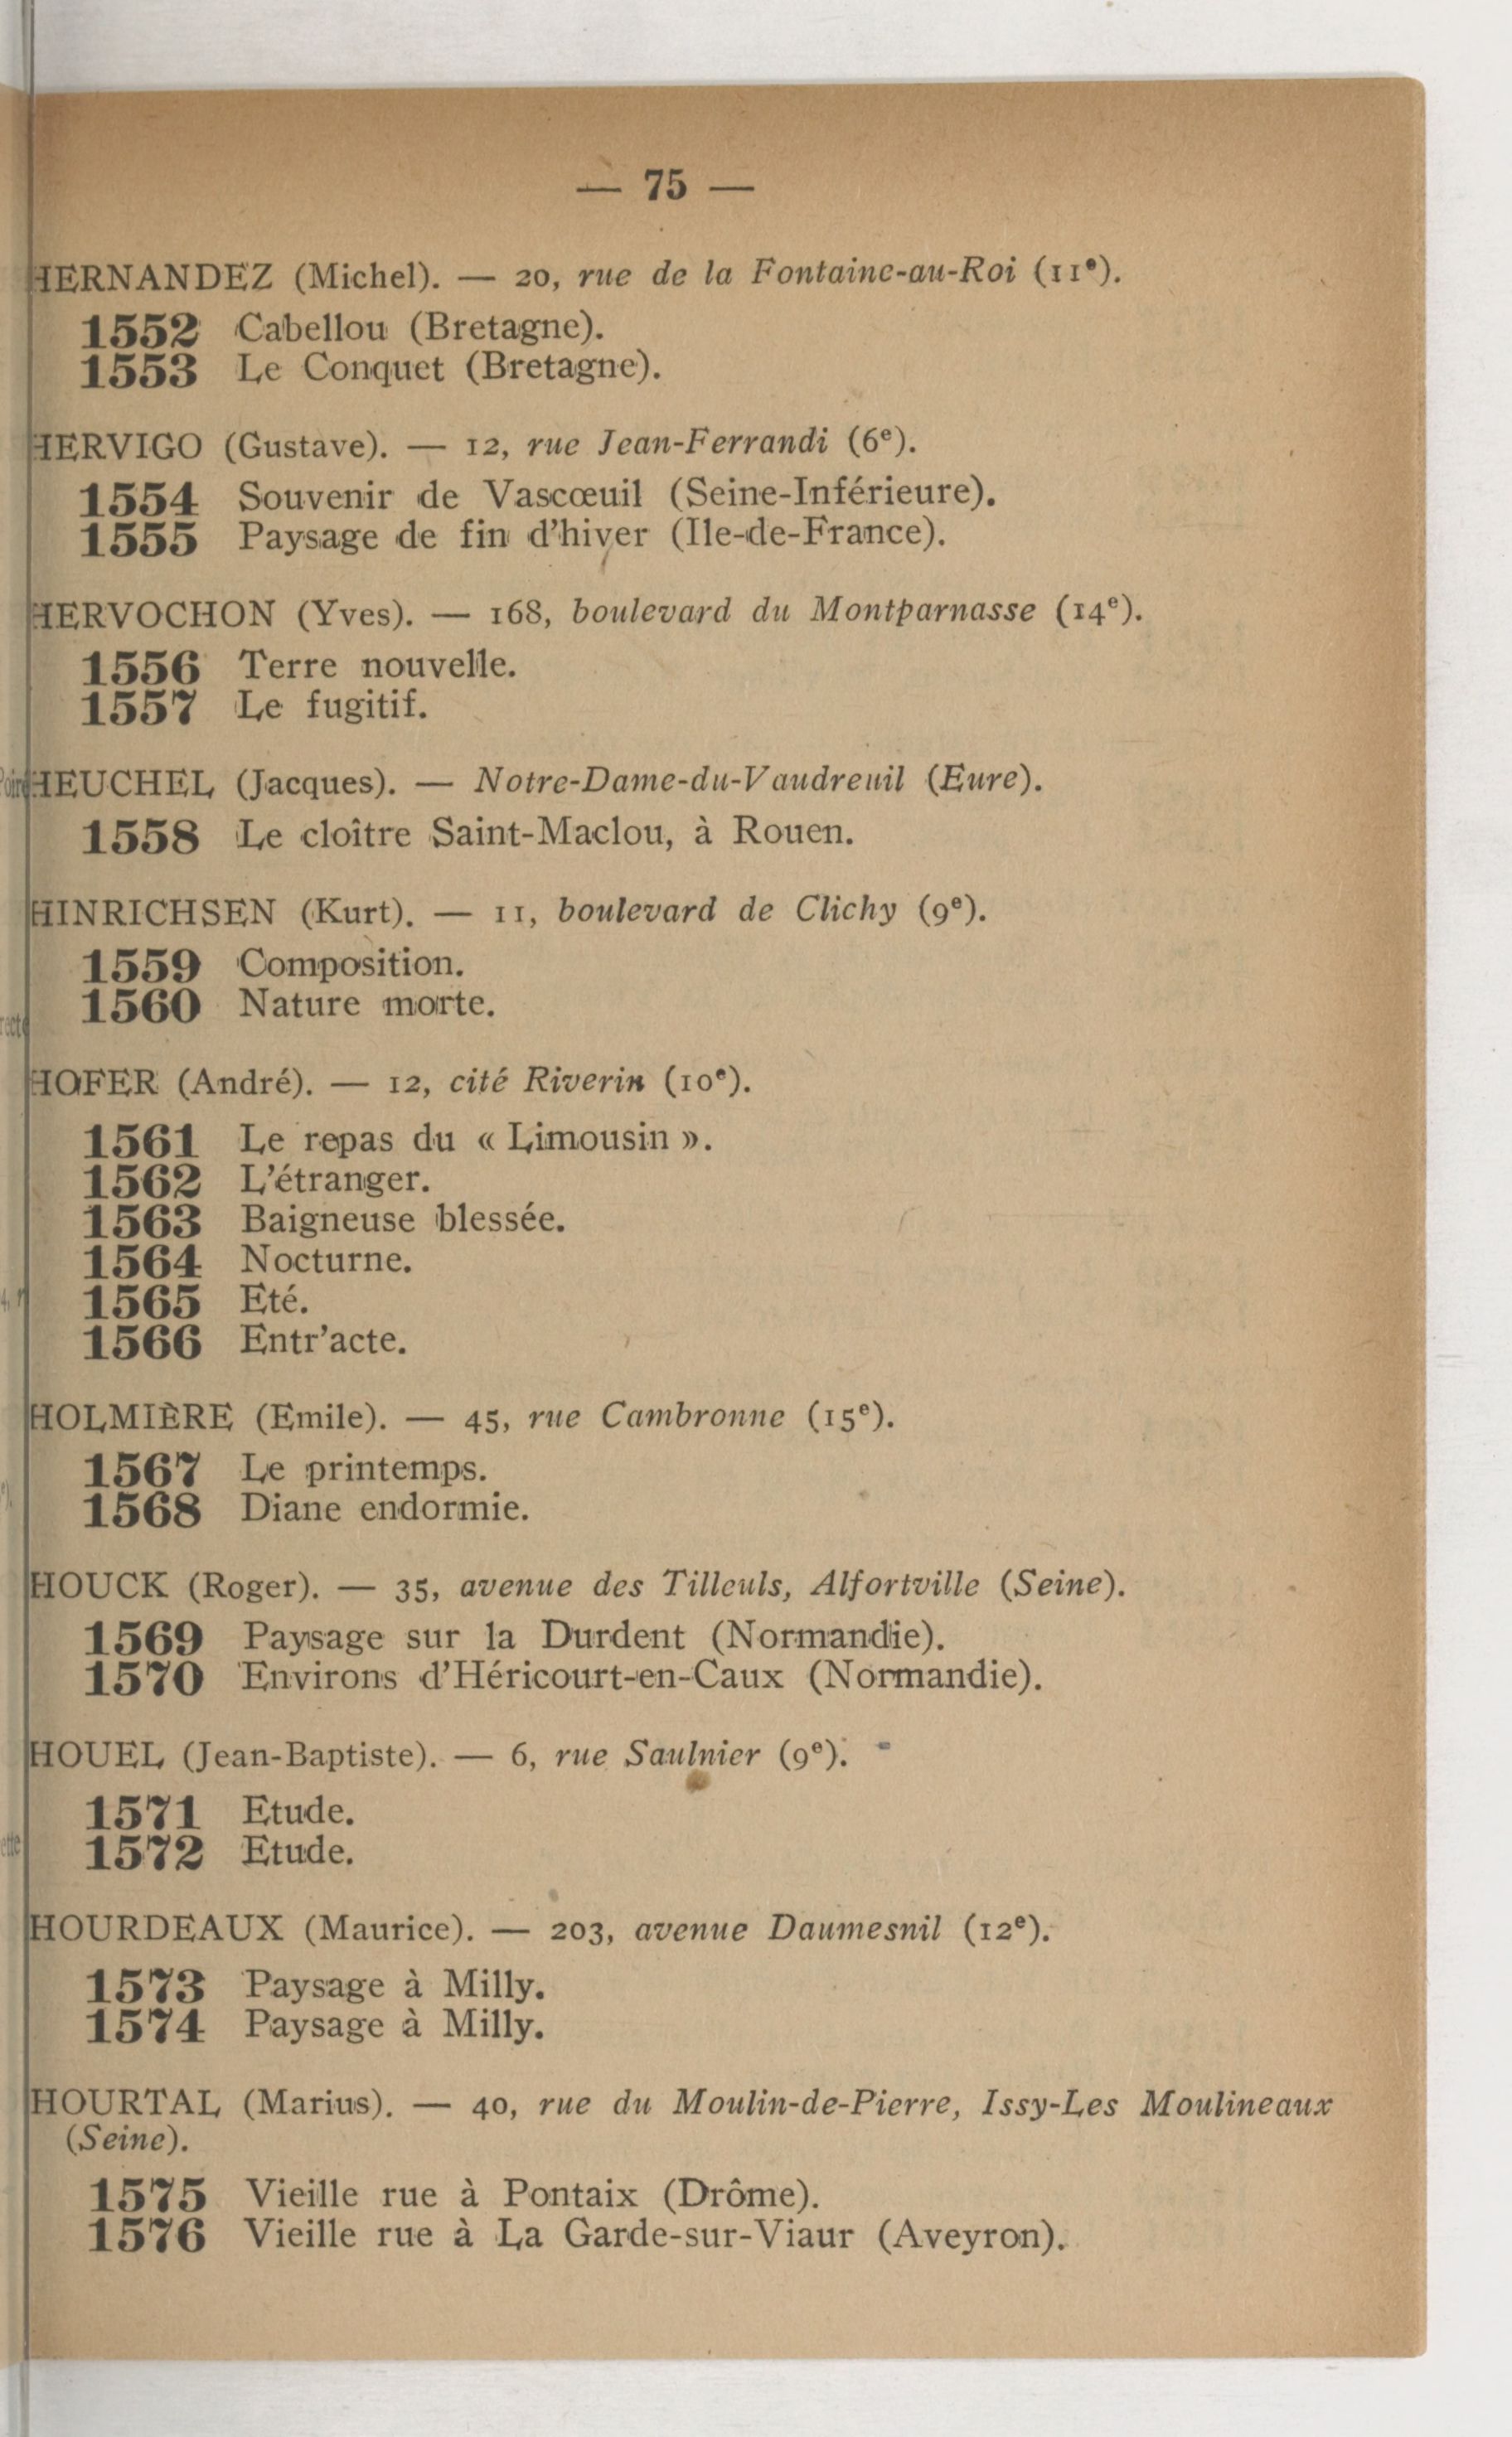 — 75 —
HERNANDEZ (Michel). — 20, rue de la Fontaine-au-Roi (11e).
1552 Cabellou (Bretagne).
1553 Le Conquet (Bretagne).
HERVIGO (Gustave). — 12, rue Jean-Ferrandi (6e).
1554 Souvenir de Vascœuil (Seine-Inférieure).
1555 Paysage de fin d'hiver (Ile-de-France).
HERVOCHON (Yves). — 168, boulevard du Montparnasse (14e).
1556 Terre nouvelle.
1557 Le fugitif.
HEUCHEL (Jacques). — Notre-Dame-du-Vaudreuil (Eure).
1558 Le cloître Saint-Maclou, à Rouen.
HINRICHSEN (Kurt). — 11, boulevard de Clichy (9e).
1559 Composition.
1560 Nature morte.
HOFER (André). — 12, cité Riverin (10e).
1561 Le repas du « Limousin ».
1562 L'étranger.
1563 Baigneuse blessée.
1564 Nocturne.
1565 Eté.
1566 Entr'acte.
HOLMIÈRE (Emile). — 45, rue Cambronne (15e).
1567 Le printemps.
1568 Diane endormie.
HOUCK (Roger). — 35, avenue des Tilleuls, Alfortville (Seine).
1569 Paysage sur la Durdent (Normandie).
1570 Environs d'Héricourt-en-Caux (Normandie).
HOUEL (Jean-Baptiste). — 6, rue Saulnier (9e).
1571 Etude.
1572 Etude.
HOURDEAUX (Maurice). — 203, avenue Daumesnil (12e).
1573 Paysage à Milly.
1574 Paysage à Milly.
HOURTAL (Marius). — 40, rue du Moulin-de-Pierre, Issy-Les Moulineaux
(Seine).
1575 Vieille rue à Pontaix (Drôme).
1576 Vieille rue à La Garde-sur-Viaur (Aveyron).